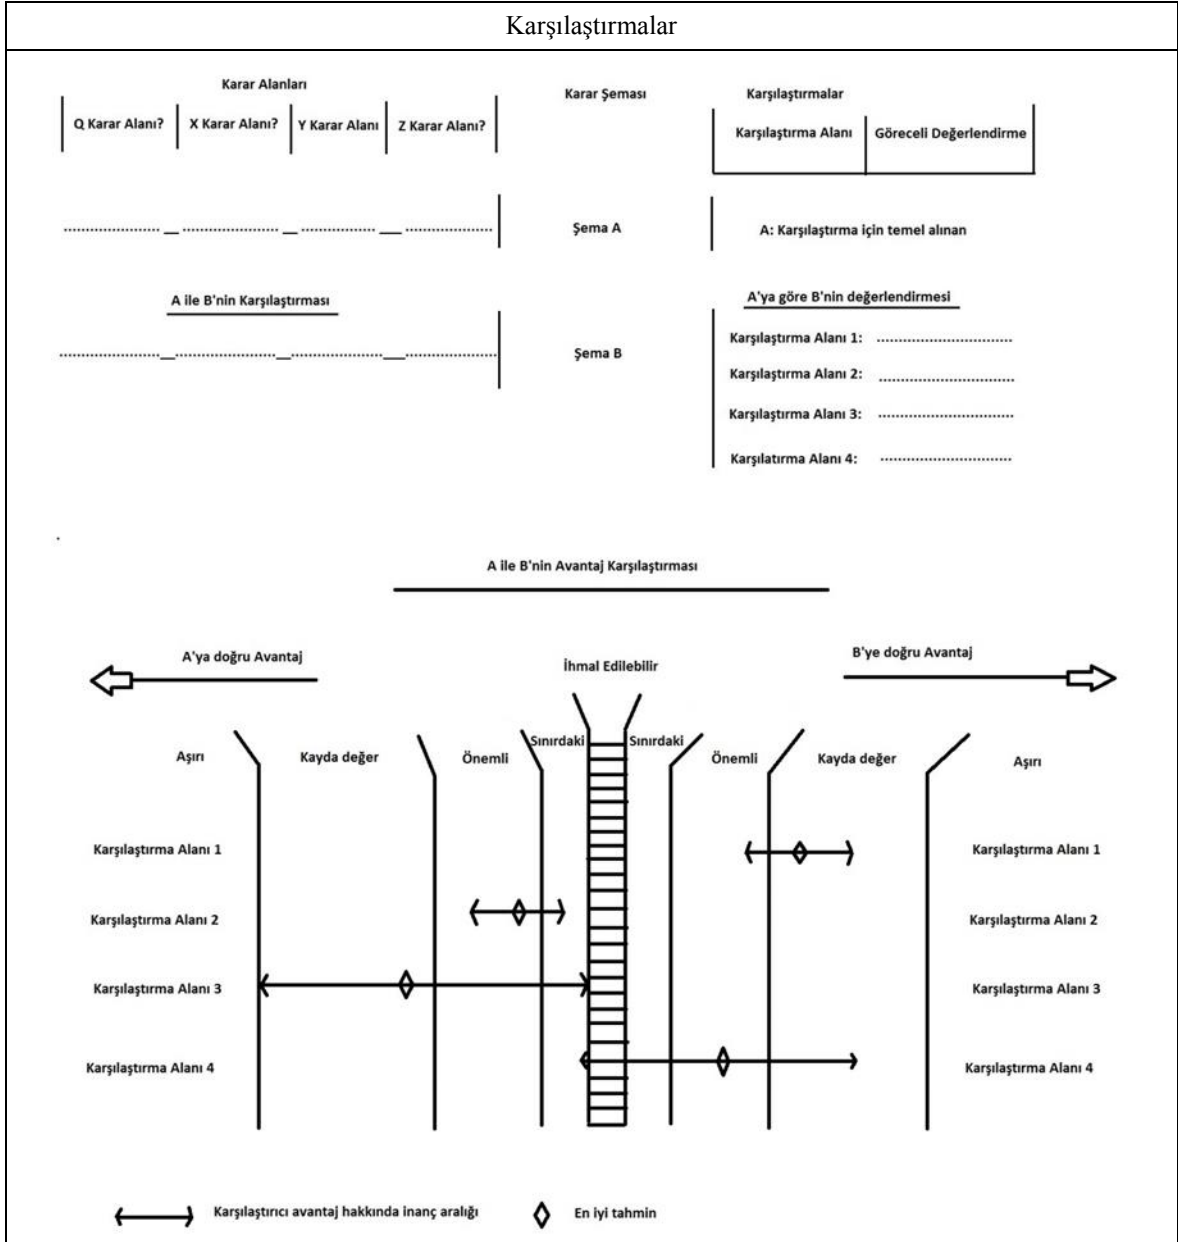 Karşılaştırmalar
Karar Alanları
Karar Şeması
Karşılaştırmalar
Q Karar Alanı?
X Karar Alanı?
Y Karar Alanı
Z Karar Alanı?
Karşılaştırma Alanı
Göreceli Değerlendirme
Şema A
A: Karşılaştırma için temel alınan
A ile B'nin Karşılaştırması
A'ya göre B'nin değerlendirmesi
Şema B
Karşılaştırma Alanı 1: ..............................
Karşılaştırma Alanı 2: ..............................
Karşılaştırma Alanı 3: ..............................
Karşılatırma Alanı 4: ..............................
A ile B'nin Avantaj Karşılaştırması
A'ya doğru Avantaj
İhmal Edilebilir
B'ye doğru Avantaj
Aşırı
Kayda değer
Önemli
Sınırdaki
Sınırdaki
Önemli
Kayda değer
Aşırı
Karşılaştırma Alanı 1
Karşılaştırma Alanı 1
Karşılaştırma Alanı 2
Karşılaştırma Alanı 2
Karşılaştırma Alanı 3
Karşılaştırma Alanı 3
Karşılaştırma Alanı 4
Karşılaştırma Alanı 4
Karşılaştırıcı avantaj hakkında inanç aralığı
En iyi tahmin